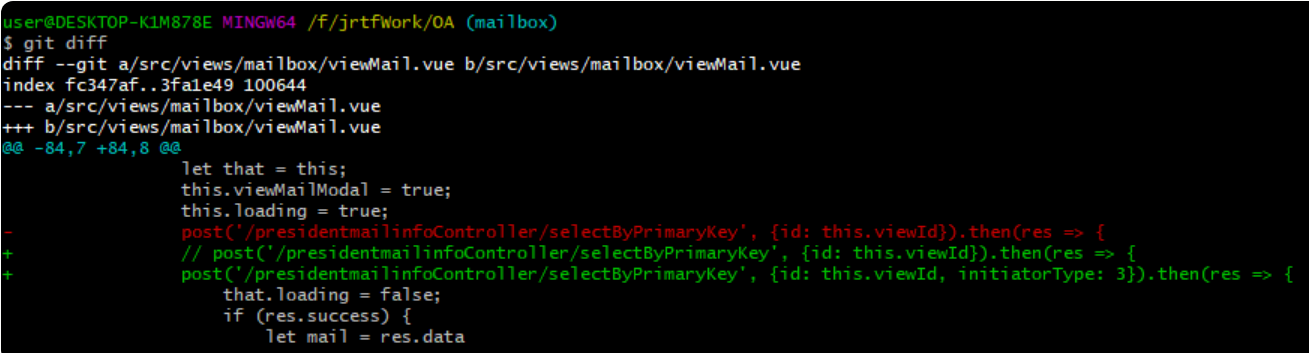 user@DESKTOP-K1M878E MINGW64 /f/jrtfWork/OA (mailbox)
$ git diff
diff --git a/src/views/mailbox/viewMail.vue b/src/views/mailbox/viewMail.vue
index fc347af..3fa1e49 100644
--- a/src/views/mailbox/viewMail.vue
+++ b/src/views/mailbox/viewMail.vue
@@ -84,7 +84,8 @@
                 let that = this;
                 this.viewMailModal = true;
                 this.loading = true;
-                post('/presidentmailinfoController/selectByPrimaryKey', {id: this.viewId}).then(res => {
+                // post('/presidentmailinfoController/selectByPrimaryKey', {id: this.viewId}).then(res => {
+                post('/presidentmailinfoController/selectByPrimaryKey', {id: this.viewId, initiatorType: 3}).then(res => {
                     that.loading = false;
                     if (res.success) {
                         let mail = res.data